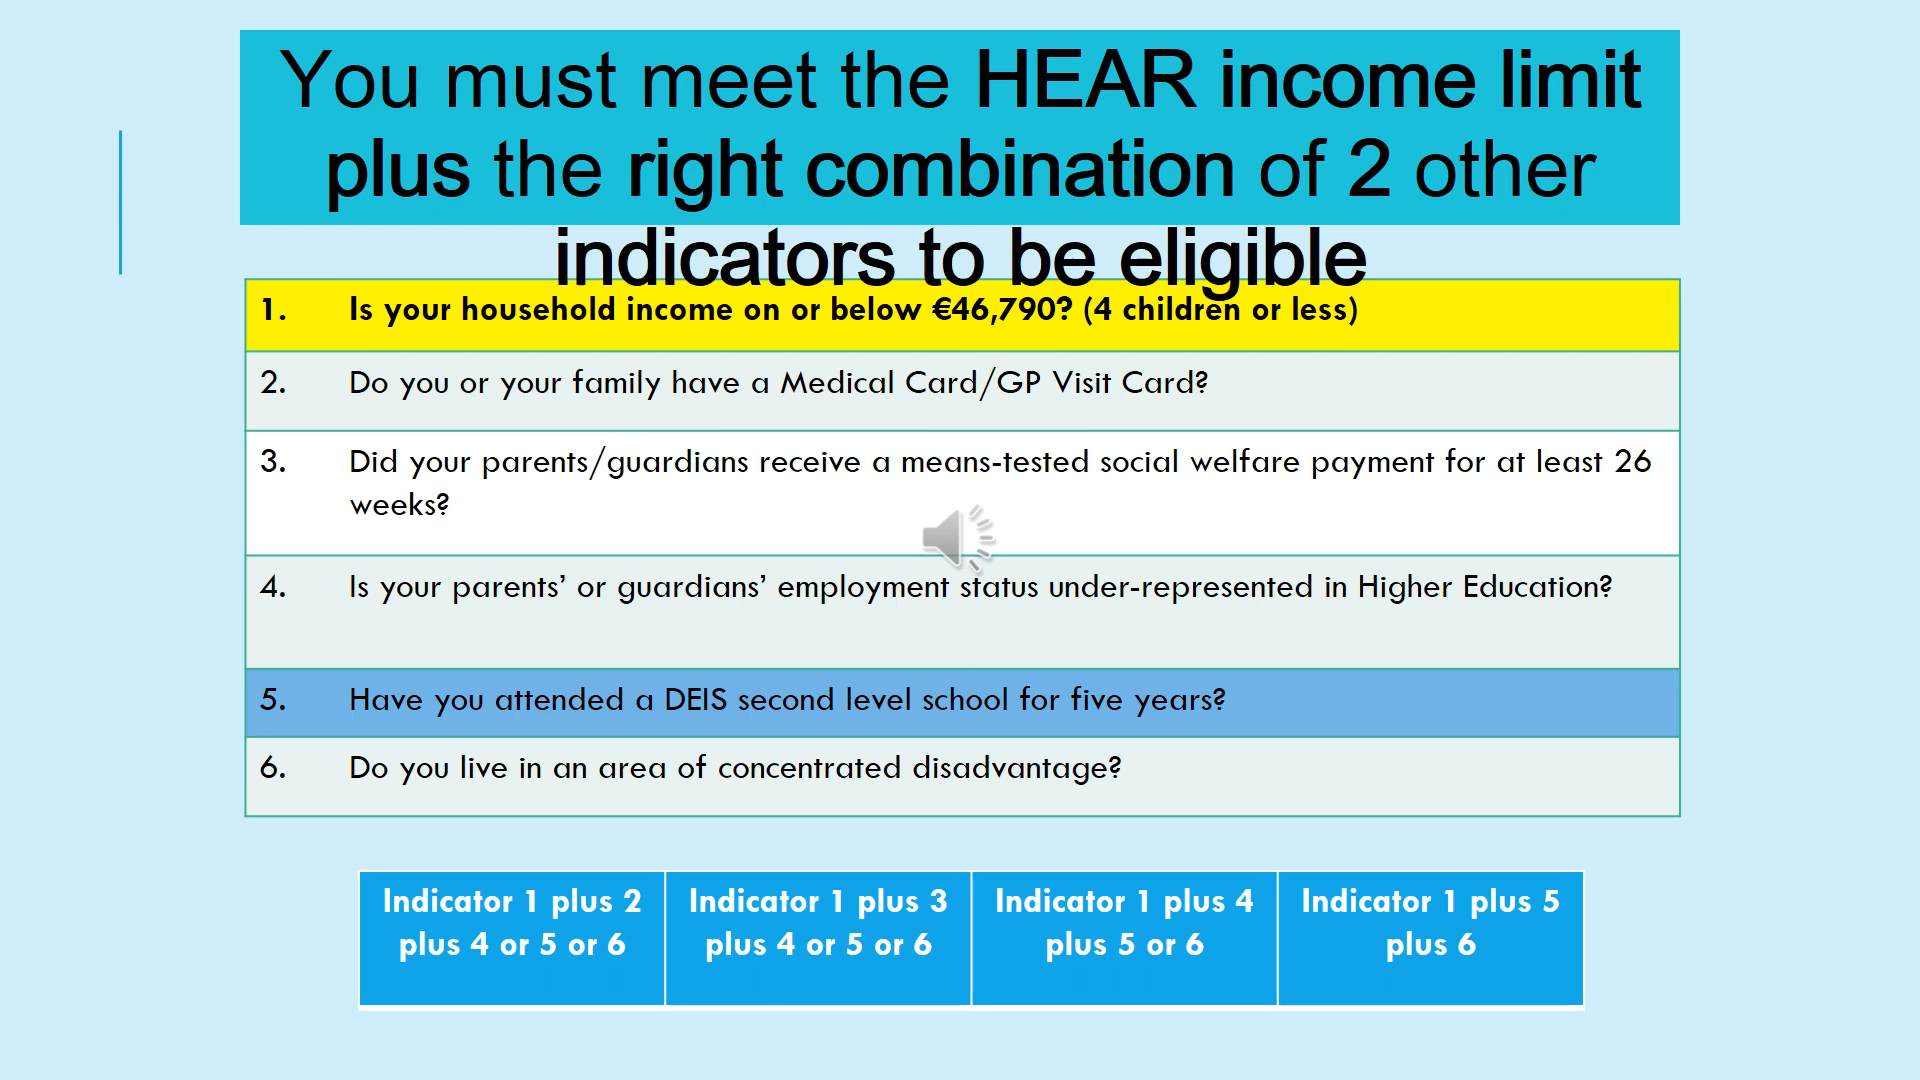 You must meet the HEAR income limit
plus the right combination of 2 other
indicators to be eligible
1. Is your household income on or below €46,790? (4 children or less)
2. Do you or your family have a Medical Card/GP Visit Card?
3. Did your parents/guardians receive a means-tested social welfare payment for at least 26
weeks?
4. Is your parents’ or guardians’ employment status under-represented in Higher Education?
5. Have you attended a DEIS second level school for five years?
6. Do you live in an area of concentrated disadvantage?
Indicator 1 plus 2
plus 4 or 5 or 6
Indicator 1 plus 3
plus 4 or 5 or 6
Indicator 1 plus 4
plus 5 or 6
Indicator 1 plus 5
plus 6